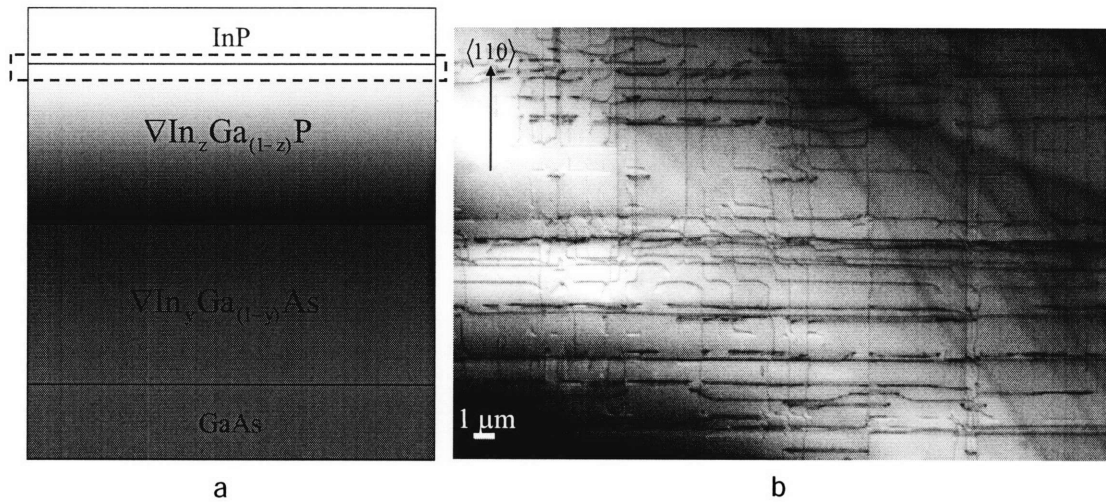 InP
∇In_zGa_(1-z)P
∇In_yGa_(1-y)As
GaAs
a
⟨110⟩
1 μm
b